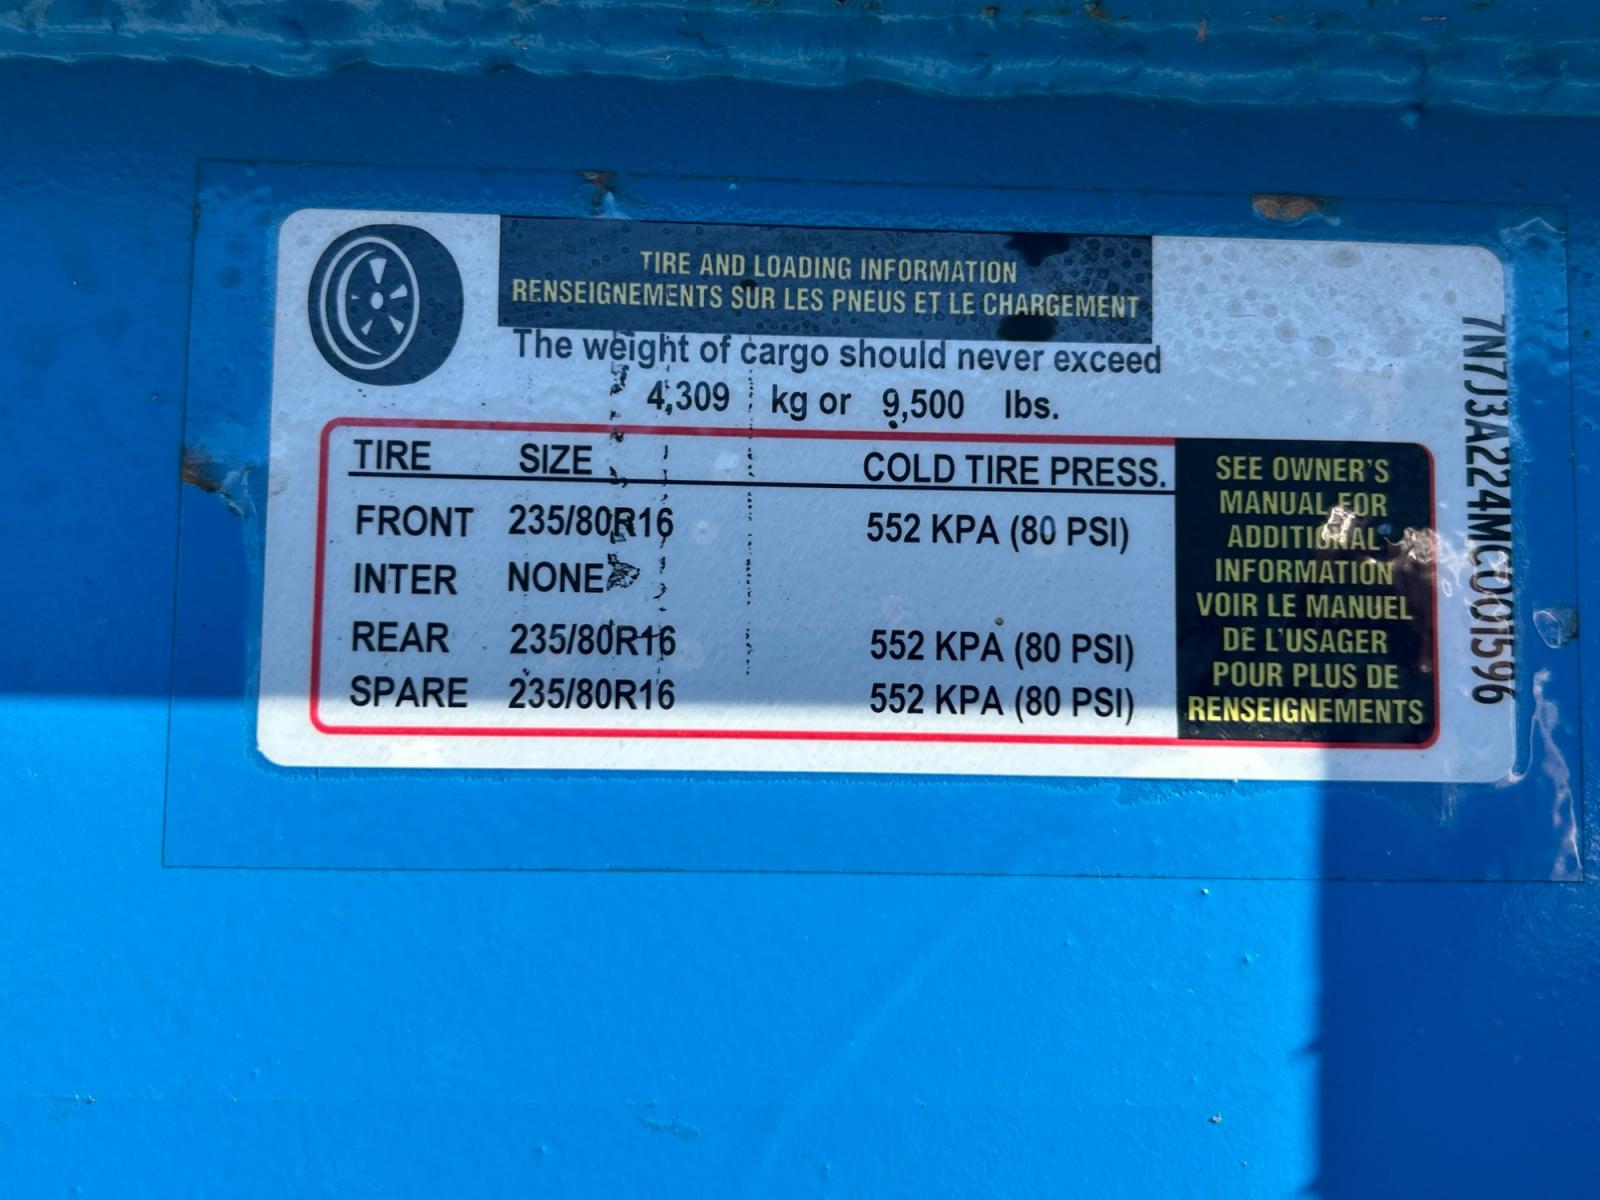 TIRE AND LOADING INFORMATION
RENSEIGNEMENTS SUR LES PNEUS ET LE CHARGEMENT
The weight of cargo should never exceed
4,309 kg or 9,500 lbs.
TIRE SIZE COLD TIRE PRESS.
FRONT 235/80R16 552 KPA (80 PSI)
INTER NONE
REAR 235/80R16 552 KPA (80 PSI)
SPARE 235/80R16 552 KPA (80 PSI)
SEE OWNER'S
MANUAL FOR
ADDITIONAL
INFORMATION
VOIR LE MANUEL
DE L'USAGER
POUR PLUS DE
RENSEIGNEMENTS
7N7J3A224MC001596